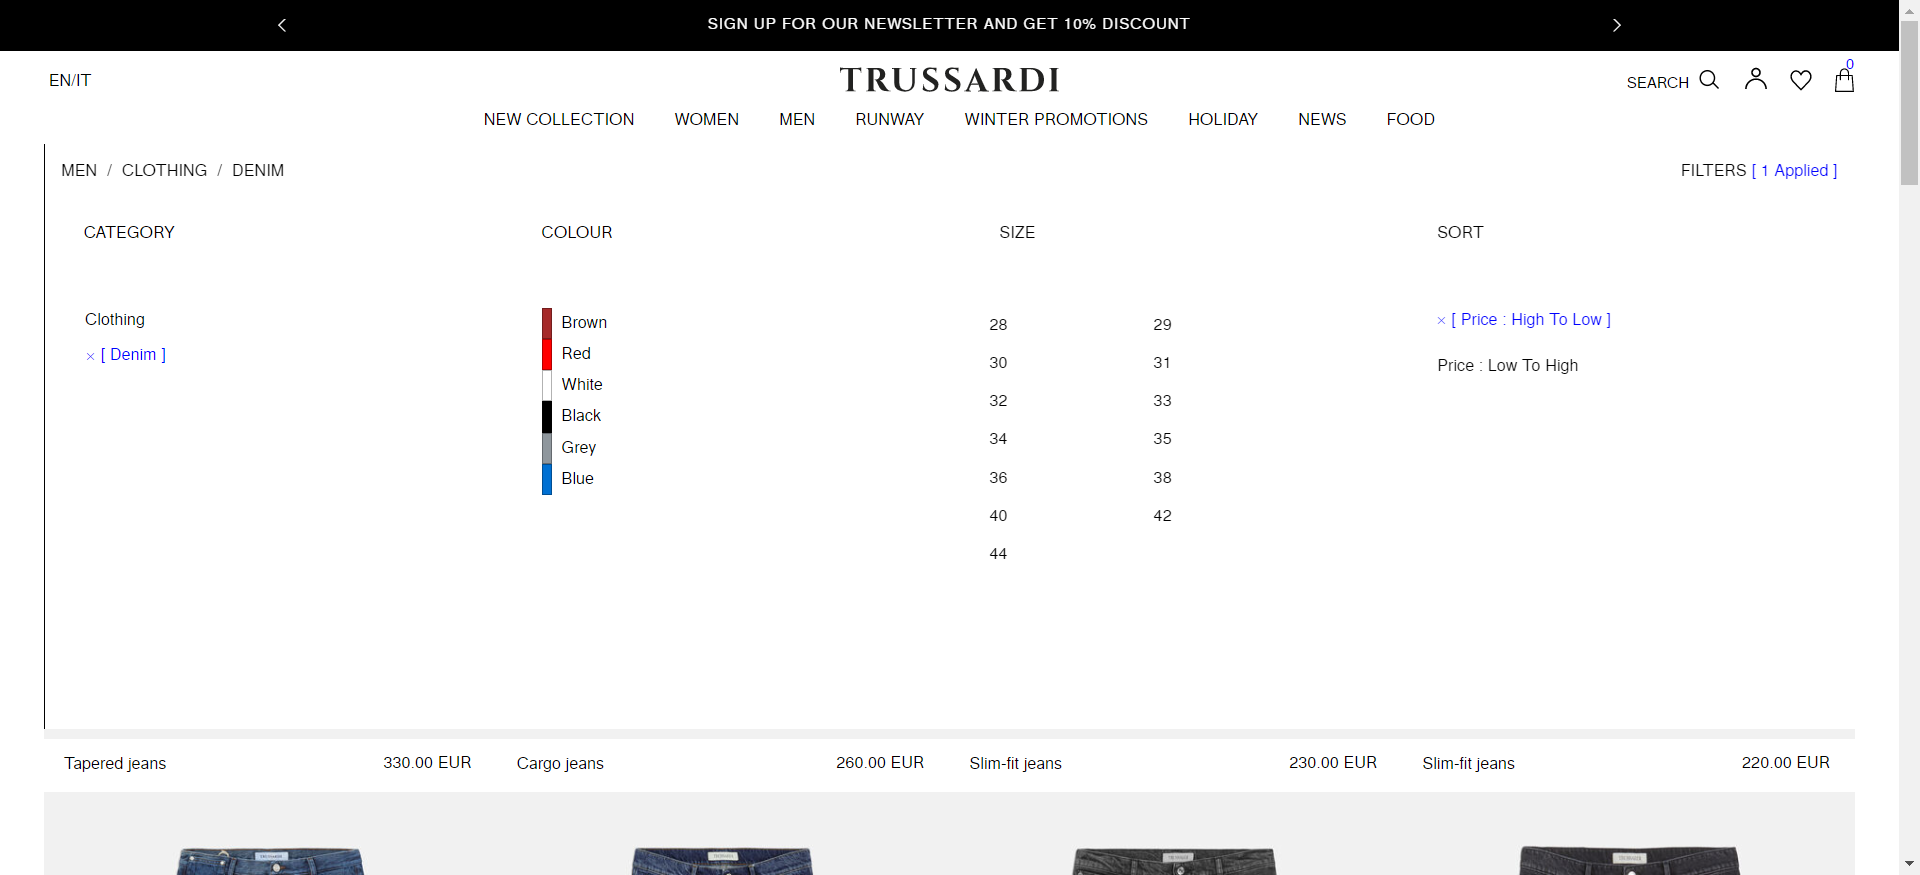 SIGN UP FOR OUR NEWSLETTER AND GET 10% DISCOUNT
EN/IT
TRUSSARDI
SEARCH
0
NEW COLLECTION WOMEN MEN RUNWAY WINTER PROMOTIONS HOLIDAY NEWS FOOD
MEN / CLOTHING / DENIM
FILTERS [ 1 Applied ]
CATEGORY
Clothing
× [ Denim ]
COLOUR
Brown
Red
White
Black
Grey
Blue
SIZE
28 29
30 31
32 33
34 35
36 38
40 42
44
SORT
× [ Price : High To Low ]
Price : Low To High
Tapered jeans 330.00 EUR
Cargo jeans 260.00 EUR
Slim-fit jeans 230.00 EUR
Slim-fit jeans 220.00 EUR
TRUSSARDI
TRUSSARDI
TRUSSARDI
TRUSSARDI